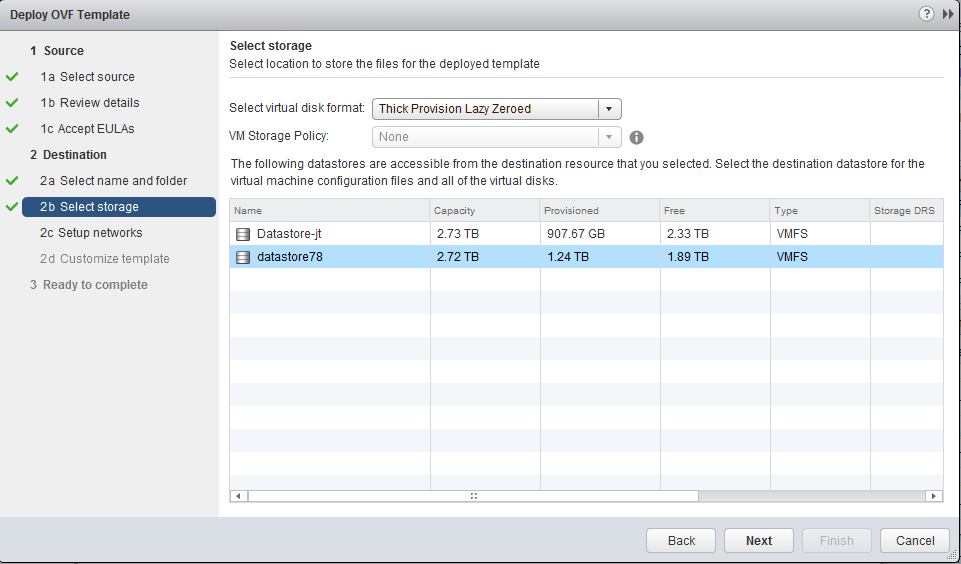 Deploy OVF Template
1 Source
1a Select source
1b Review details
1c Accept EULAs
2 Destination
2a Select name and folder
2b Select storage
2c Setup networks
2d Customize template
3 Ready to complete
Select storage
Select location to store the files for the deployed template
Select virtual disk format: Thick Provision Lazy Zeroed
VM Storage Policy: None
The following datastores are accessible from the destination resource that you selected. Select the destination datastore for the
virtual machine configuration files and all of the virtual disks.
Name Capacity Provisioned Free Type Storage DRS
Datastore-jt 2.73 TB 907.67 GB 2.33 TB VMFS
datastore78 2.72 TB 1.24 TB 1.89 TB VMFS
Back Next Finish Cancel